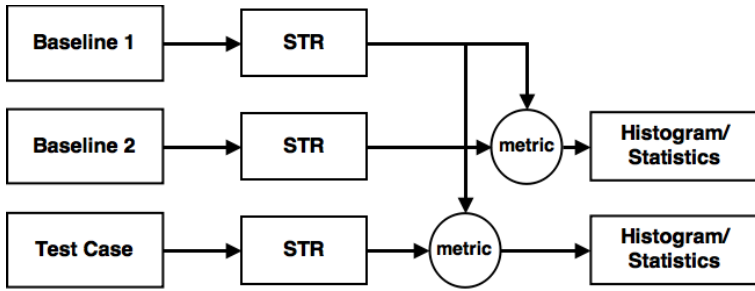 Baseline 1
STR
Baseline 2
STR
metric
Histogram/
Statistics
Test Case
STR
metric
Histogram/
Statistics